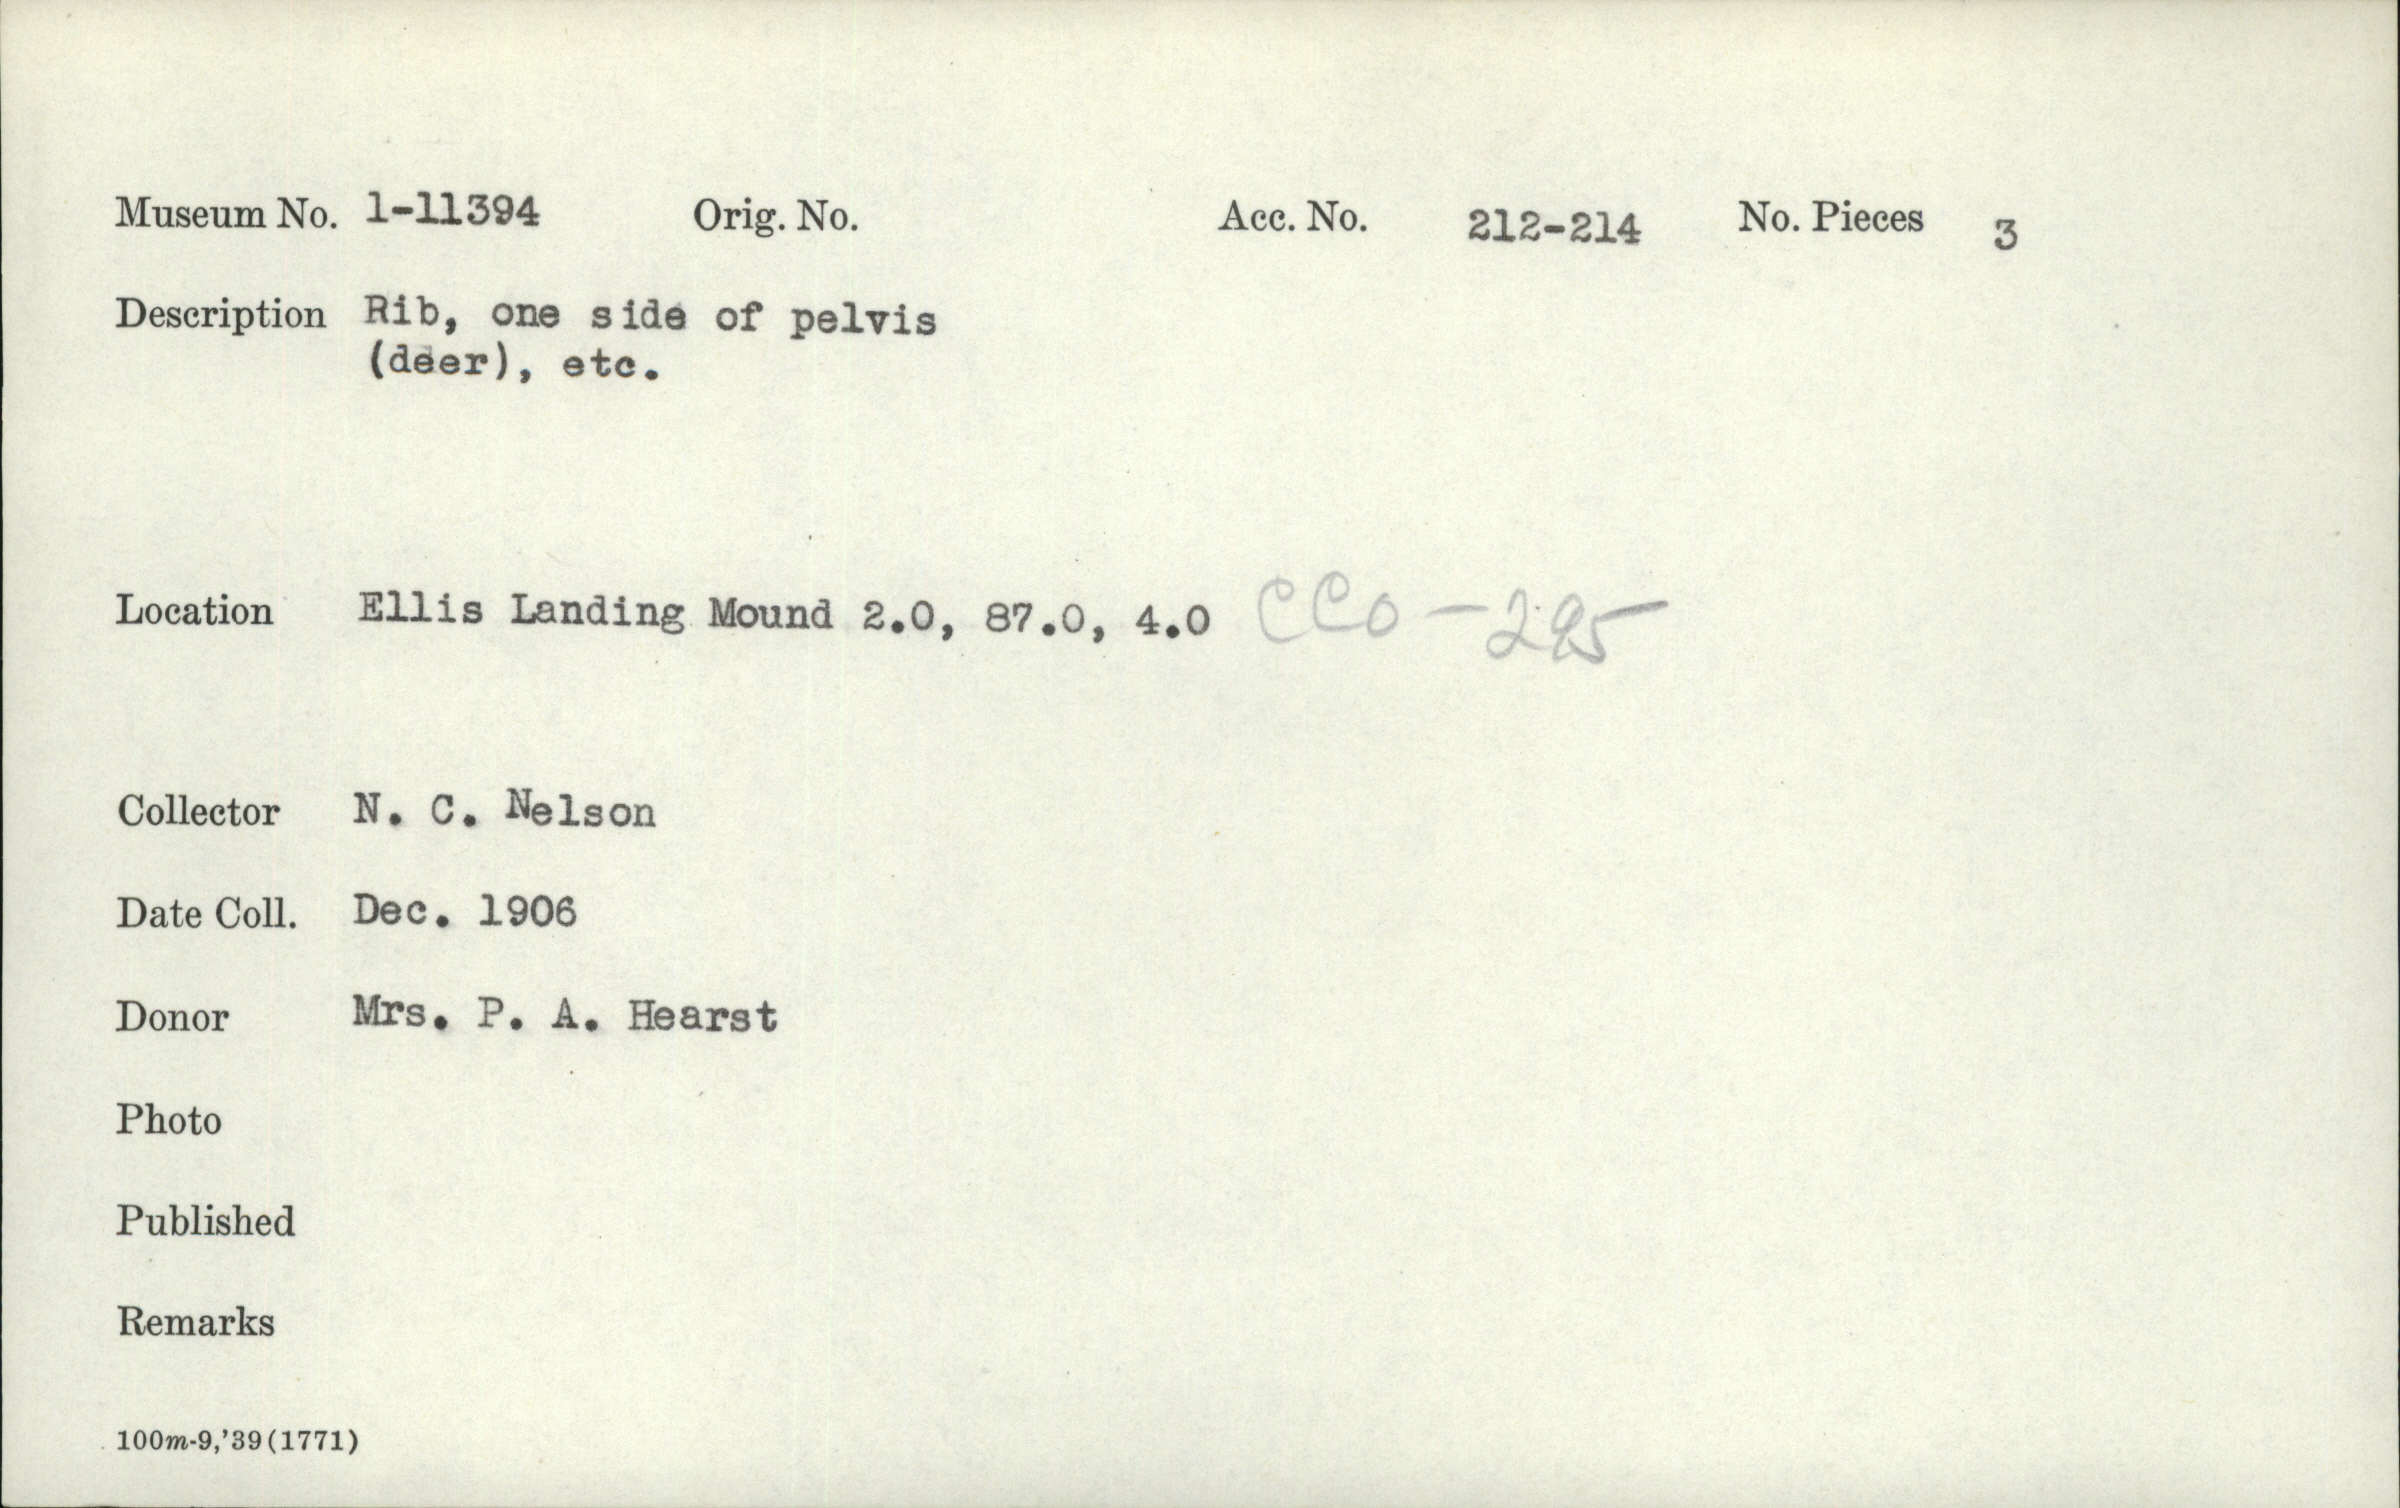 Museum No. 1-11394 Orig. No. Acc. No. 212-214 No. Pieces 3
Description Rib, one side of pelvis
(deer), etc.
Location Ellis Landing Mound 2.0, 87.0, 4.0 CCo-295
Collector N. C. Nelson
Date Coll. Dec. 1906
Donor Mrs. P. A. Hearst
Photo
Published
Remarks
100m-9,'39(1771)